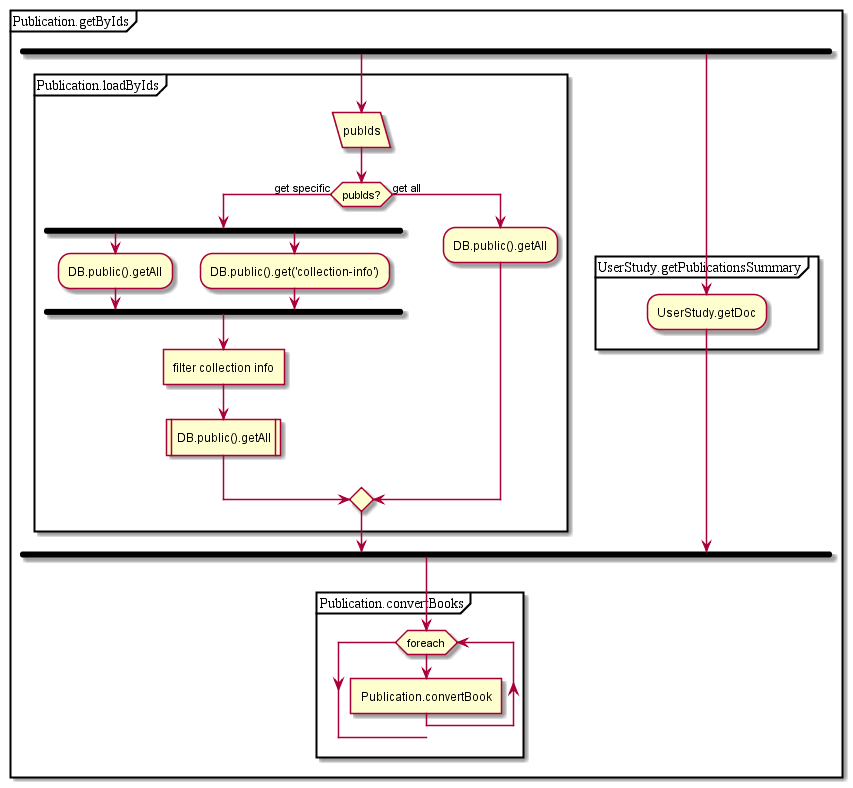 Publication.getByIds
Publication.loadByIds
pubIds
get specific
pubIds?
get all
DB.public().getAll
DB.public().get('collection-info')
DB.public().getAll
UserStudy.getPublicationsSummary
UserStudy.getDoc
filter collection info
DB.public().getAll
Publication.convertBooks
foreach
Publication.convertBook